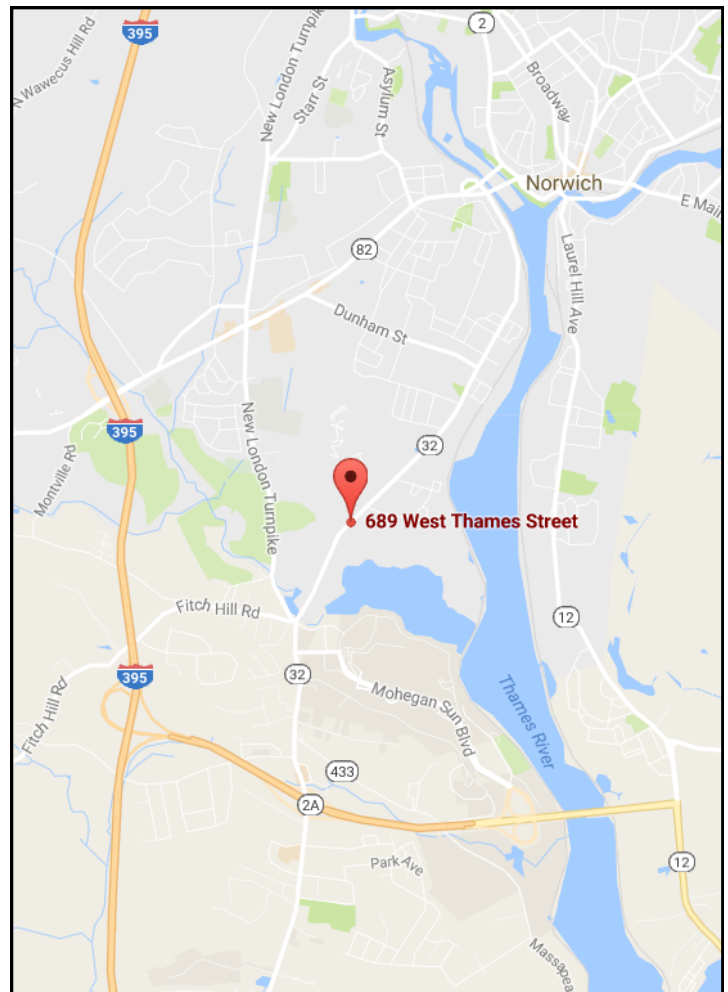 N Wawecus Hill Rd
395
New London Turnpike
Starr St
Asylum St
2
Broadway
Norwich
E Main
82
Laurel Hill Ave
Dunham St
395
Montville Rd
New London Turnpike
32
689 West Thames Street
Fitch Hill Rd
12
395
Fitch Hill Rd
32
Mohegan Sun Blvd
Thames River
433
2A
Park Ave
12
Massapea